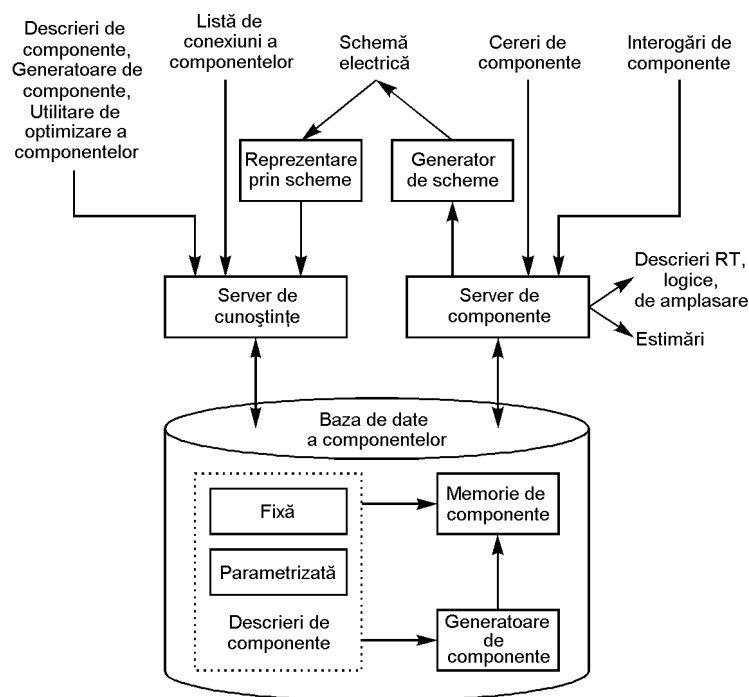 Descrieri de
componente,
Generatoare de
componente,
Utilitare de
optimizare a
componentelor
Listă de
conexiuni a
componentelor
Schemă
electrică
Cereri de
componente
Interogări de
componente
Reprezentare
prin scheme
Generator
de scheme
Server de
cunoştinţe
Server de
componente
Descrieri RT,
logice,
de amplasare
Estimări
Baza de date
a componentelor
Fixă
Parametrizată
Descrieri de
componente
Memorie de
componente
Generatoare
de
componente